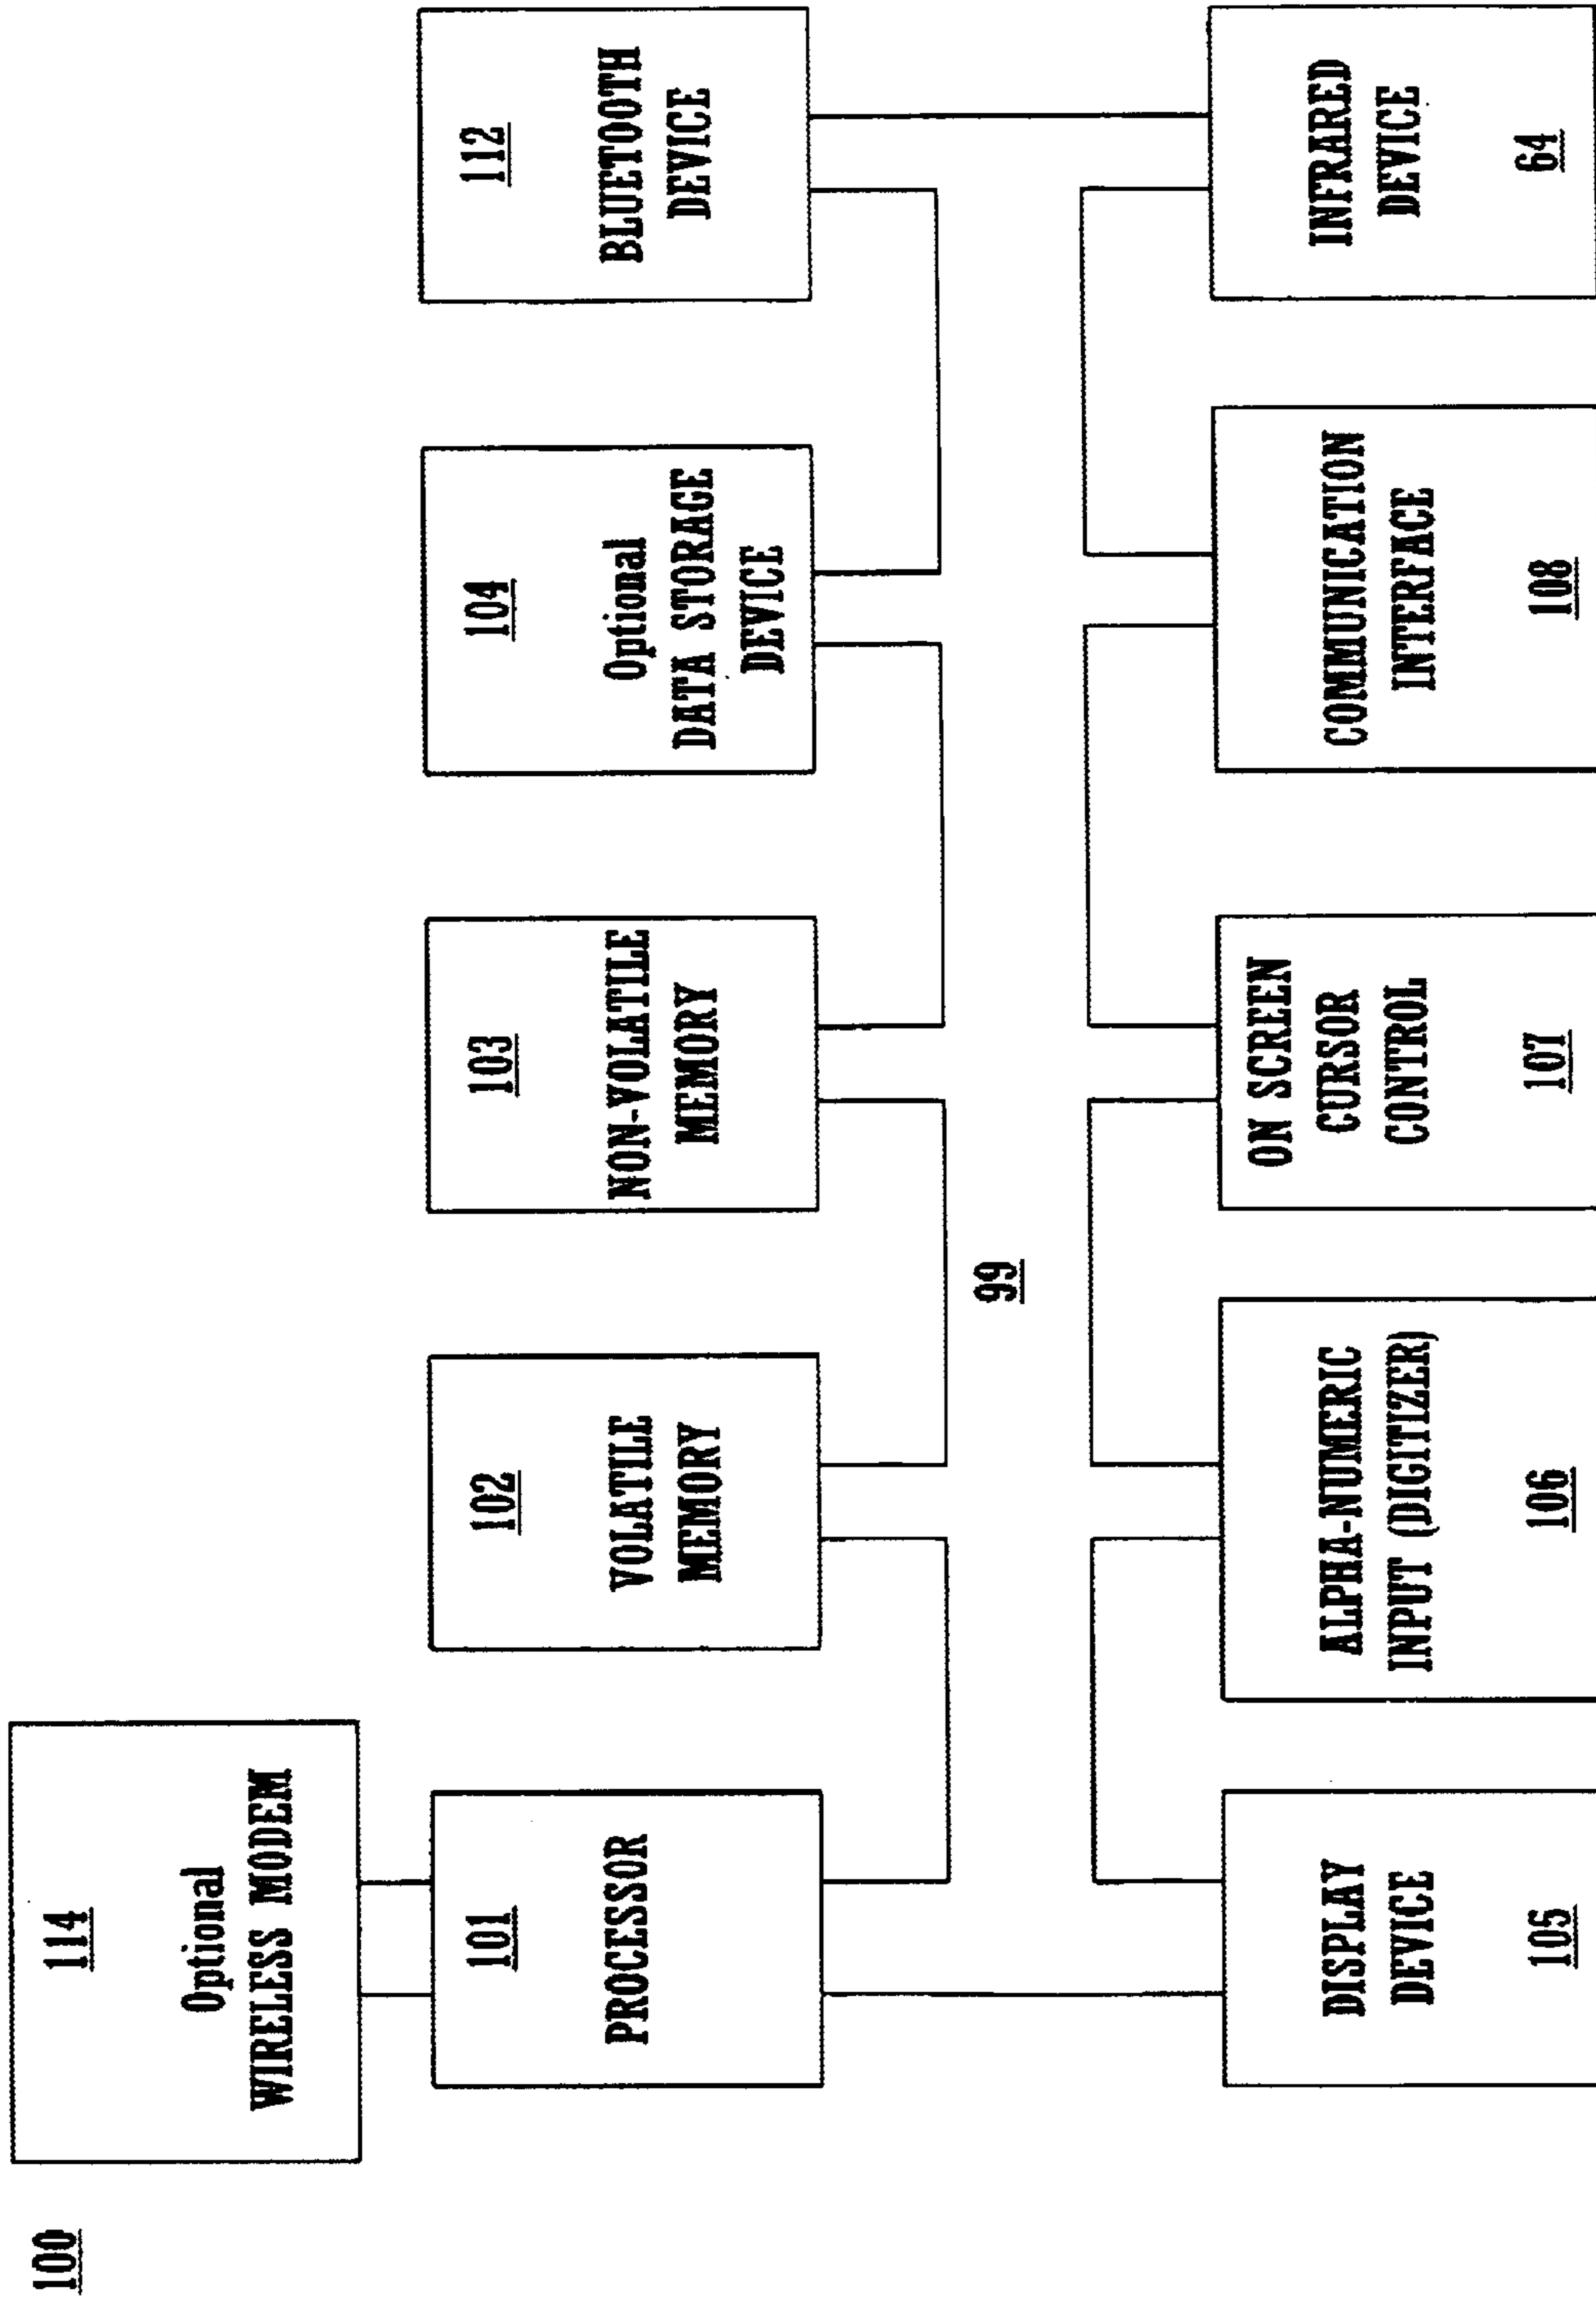 100
114
Optional
WIRELESS MODEM
101
PROCESSOR
102
VOLATILE
MEMORY
103
NON-VOLATILE
MEMORY
104
Optional
DATA STORAGE
DEVICE
112
BLUETOOTH
DEVICE
99
DISPLAY
DEVICE
105
ALPHA-NUMERIC
INPUT (DIGITIZER)
106
ON SCREEN
CURSOR
CONTROL
107
COMMUNICATION
INTERFACE
108
INFRARED
DEVICE
64